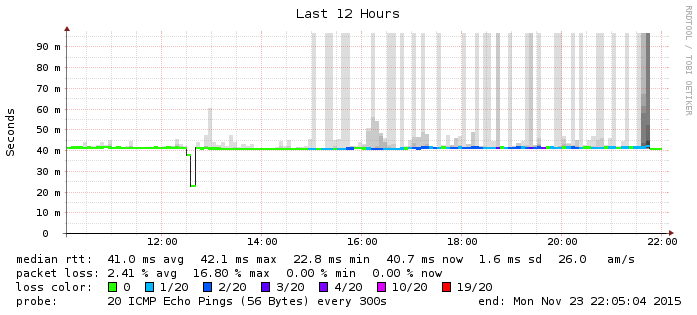 Last 12 Hours
RRDTOOL / TOBI OETIKER
Seconds
90 m
80 m
70 m
60 m
50 m
40 m
30 m
20 m
10 m
0
12:00 14:00 16:00 18:00 20:00 22:00
median rtt: 41.0 ms avg 42.1 ms max 22.8 ms min 40.7 ms now 1.6 ms sd 26.0 am/s
packet loss: 2.41 % avg 16.80 % max 0.00 % min 0.00 % now
loss color: 0 1/20 2/20 3/20 4/20 10/20 19/20
probe: 20 ICMP Echo Pings (56 Bytes) every 300s end: Mon Nov 23 22:05:04 2015